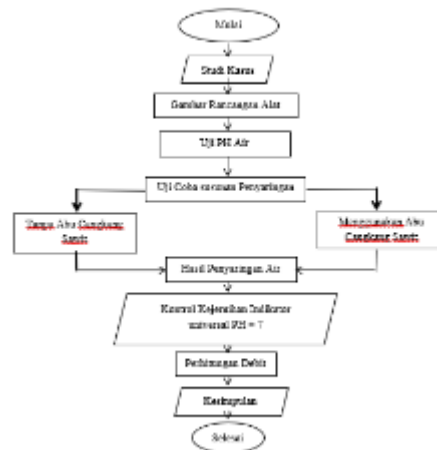 Mulai
Studi Kasus
Gambar Rancangan Alat
Uji PH Air
Uji Coba susunan Penyaringan
Tanpa Abu Cangkang
Sawit
Menggunakan Abu
Cangkang Sawit
Hasil Penyaringan Air
Kontrol Kejernihan Indikator
universal PH = 7
Perhitungan Debit
Kesimpulan
Selesai